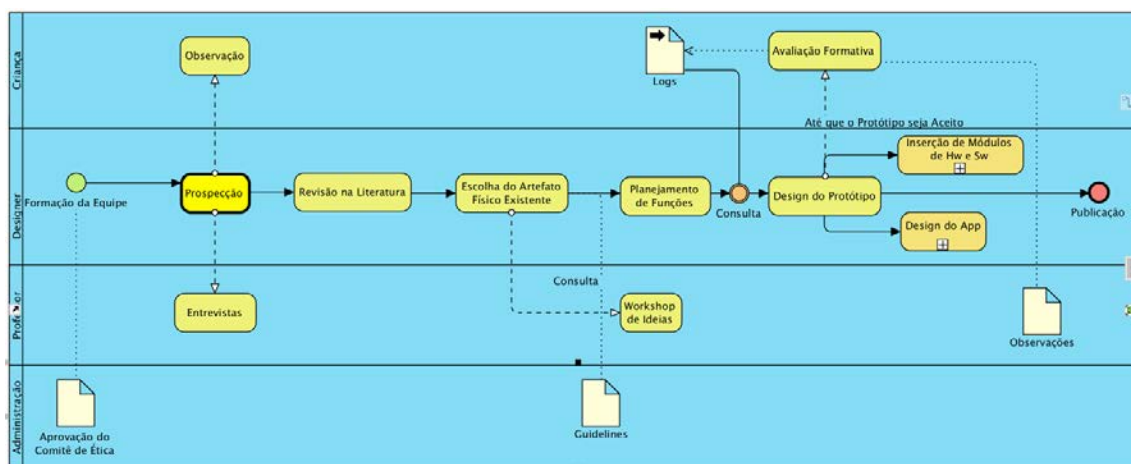 Criança
Observação
Logs
Avaliação Formativa
Até que o Protótipo seja Aceito
Designer
Formação da Equipe
Prospecção
Revisão na Literatura
Escolha do Artefato
Físico Existente
Planejamento
de Funções
Consulta
Design do Protótipo
Inserção de Módulos
de Hw e Sw
Design do App
Publicação
Entrevistas
Consulta
Workshop
de Ideias
Observações
Administração
Aprovação do
Comitê de Ética
Guidelines